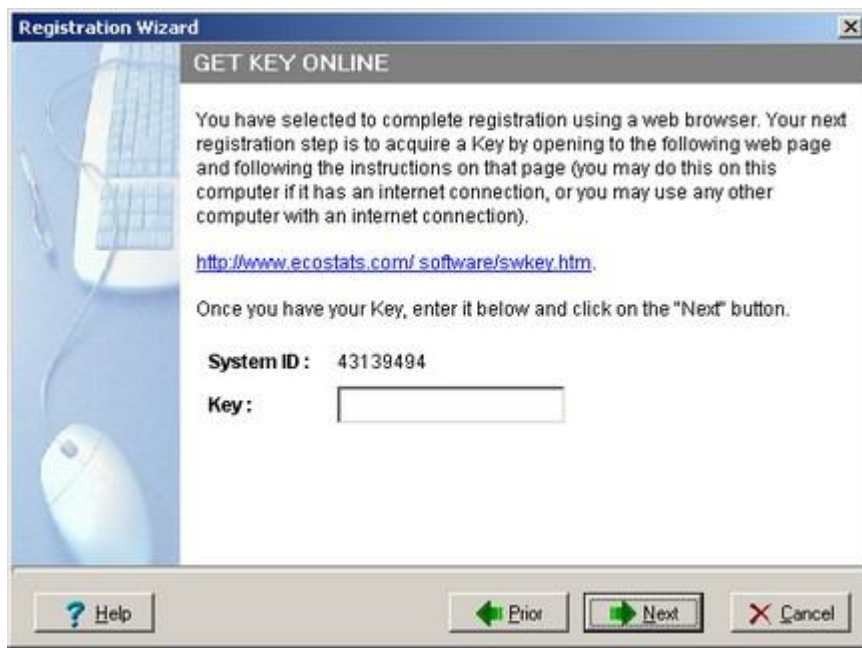 Registration Wizard
GET KEY ONLINE
You have selected to complete registration using a web browser. Your next
registration step is to acquire a Key by opening to the following web page
and following the instructions on that page (you may do this on this
computer if it has an internet connection, or you may use any other
computer with an internet connection).
http://www.ecostats.com/ software/swkey.htm.
Once you have your Key, enter it below and click on the "Next" button.
System ID : 43139494
Key :
? Help Prior Next Cancel